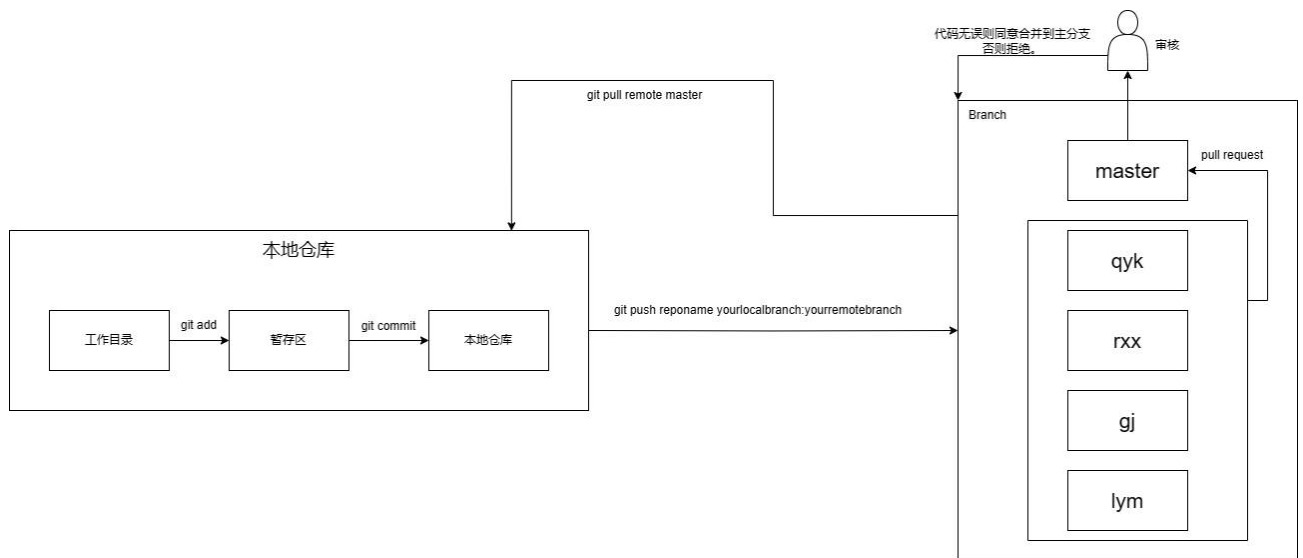 代码无误则同意合并到主分支
否则拒绝。
审核
git pull remote master
Branch
pull request
master
本地仓库
qyk
git push reponame yourlocalbranch:yourremotebranch
git add
git commit
工作目录
暂存区
本地仓库
rxx
gj
lym